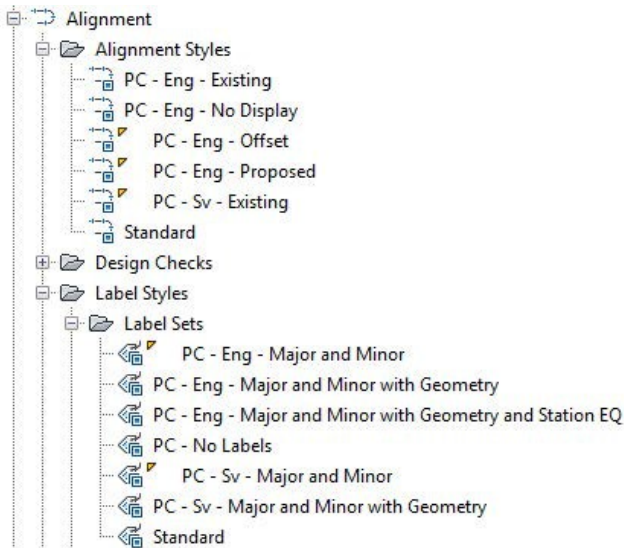 Alignment
Alignment Styles
PC - Eng - Existing
PC - Eng - No Display
PC - Eng - Offset
PC - Eng - Proposed
PC - Sv - Existing
Standard
Design Checks
Label Styles
Label Sets
PC - Eng - Major and Minor
PC - Eng - Major and Minor with Geometry
PC - Eng - Major and Minor with Geometry and Station EQ
PC - No Labels
PC - Sv - Major and Minor
PC - Sv - Major and Minor with Geometry
Standard